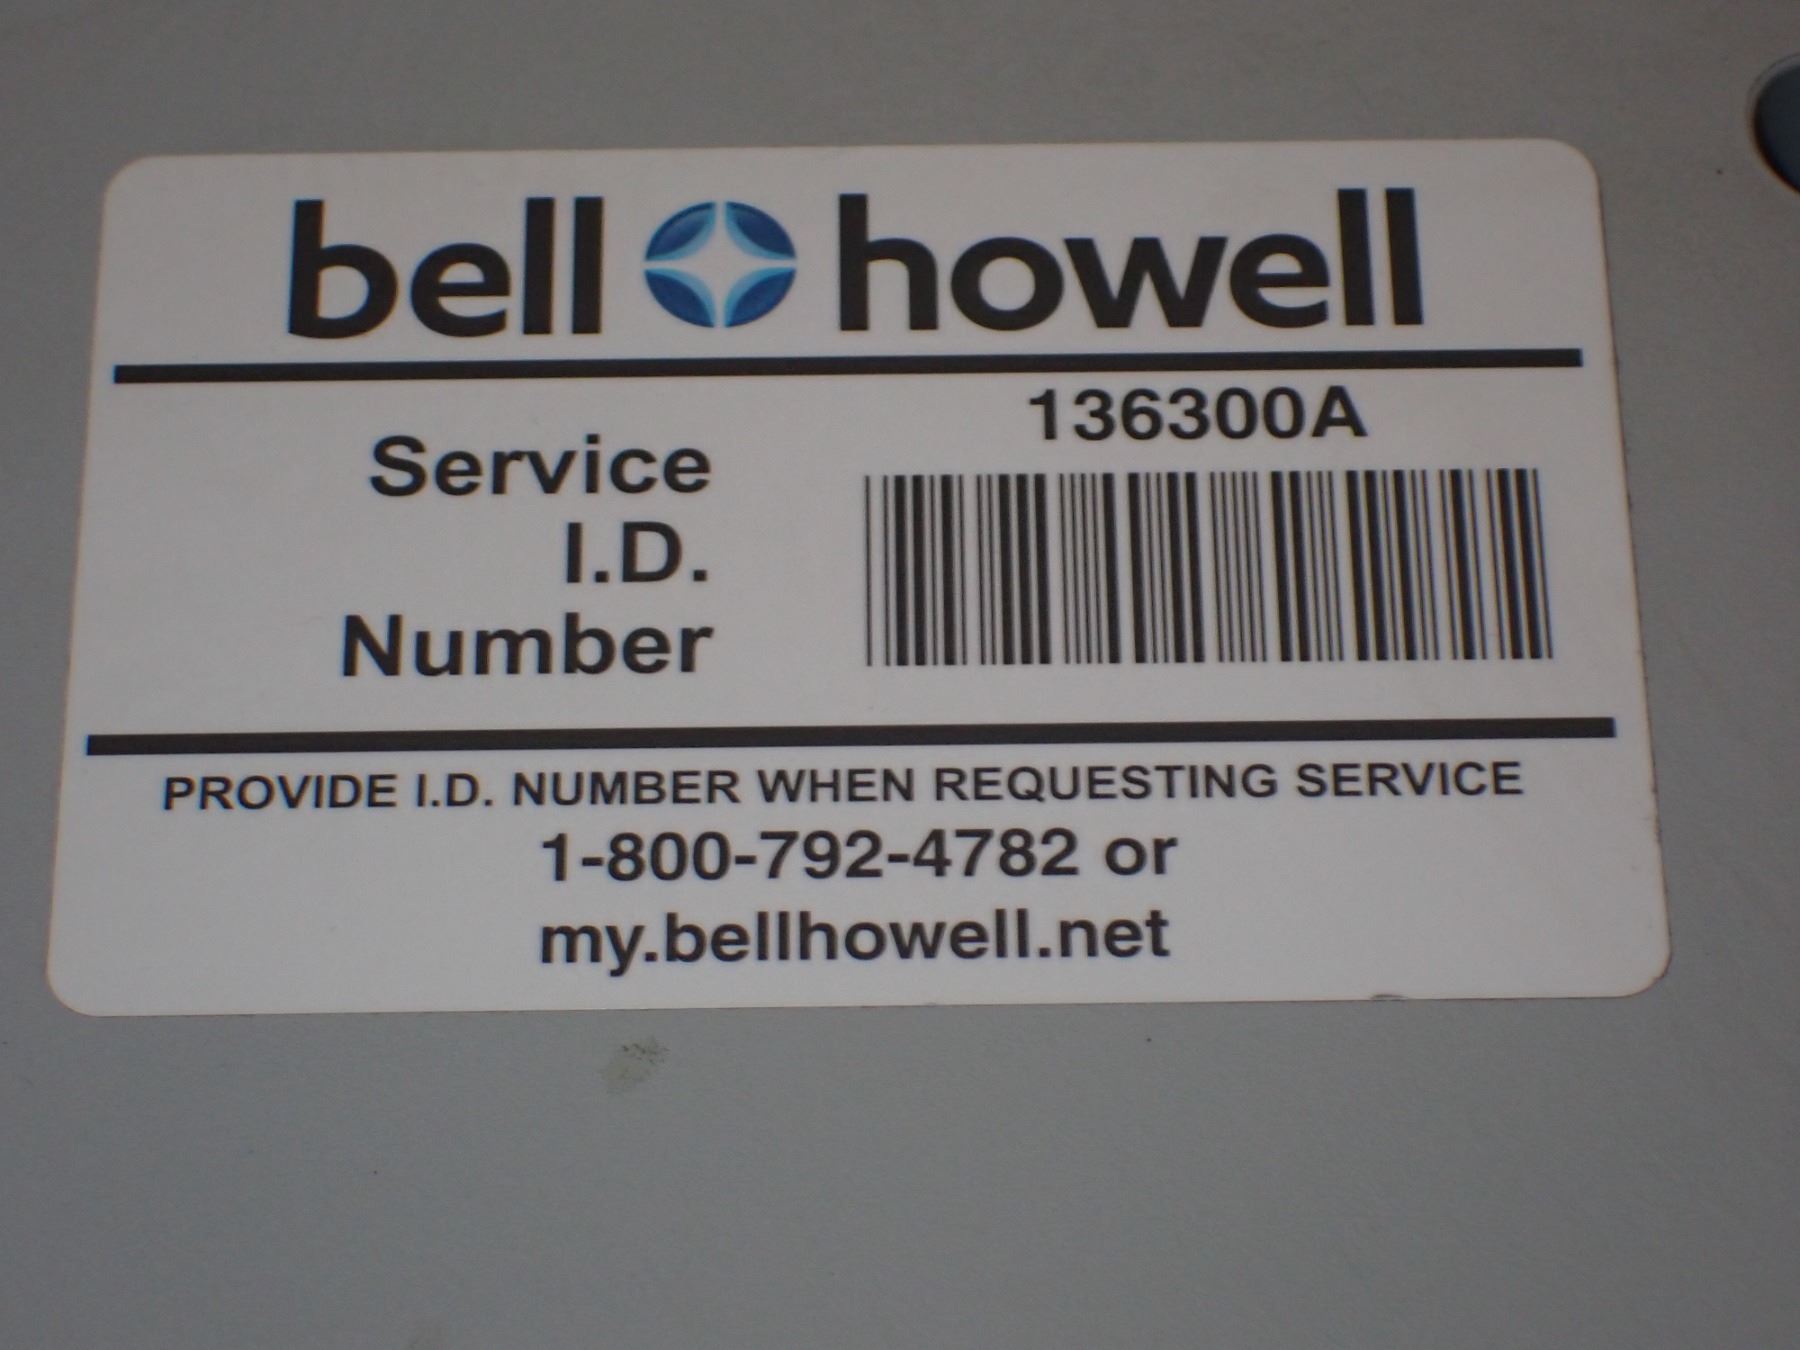 bell howell
136300A
Service
I.D.
Number
PROVIDE I.D. NUMBER WHEN REQUESTING SERVICE
1-800-792-4782 or
my.bellhowell.net